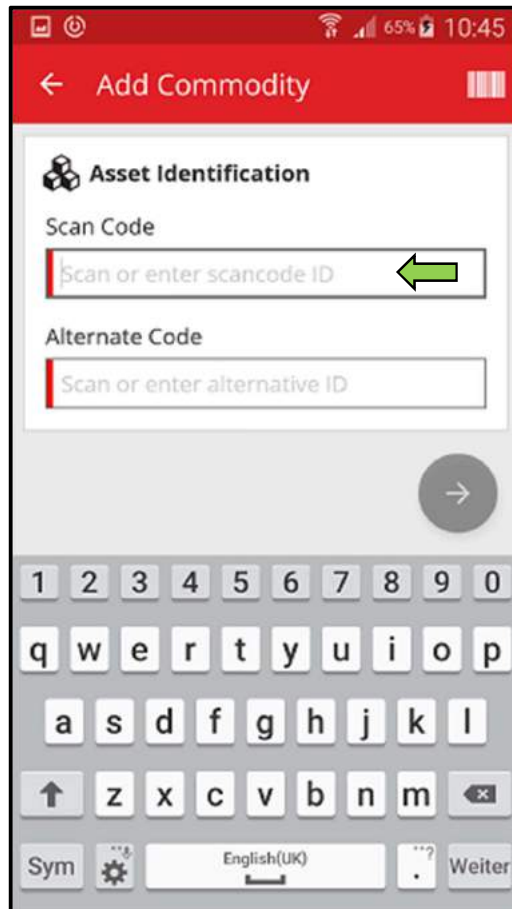 65% 10:45
Add Commodity
Asset Identification
Scan Code
Scan or enter scancode ID
Alternate Code
Scan or enter alternative ID
1 2 3 4 5 6 7 8 9 0
q w e r t y u i o p
a s d f g h j k l
z x c v b n m
Sym English(UK) . ? Weiter